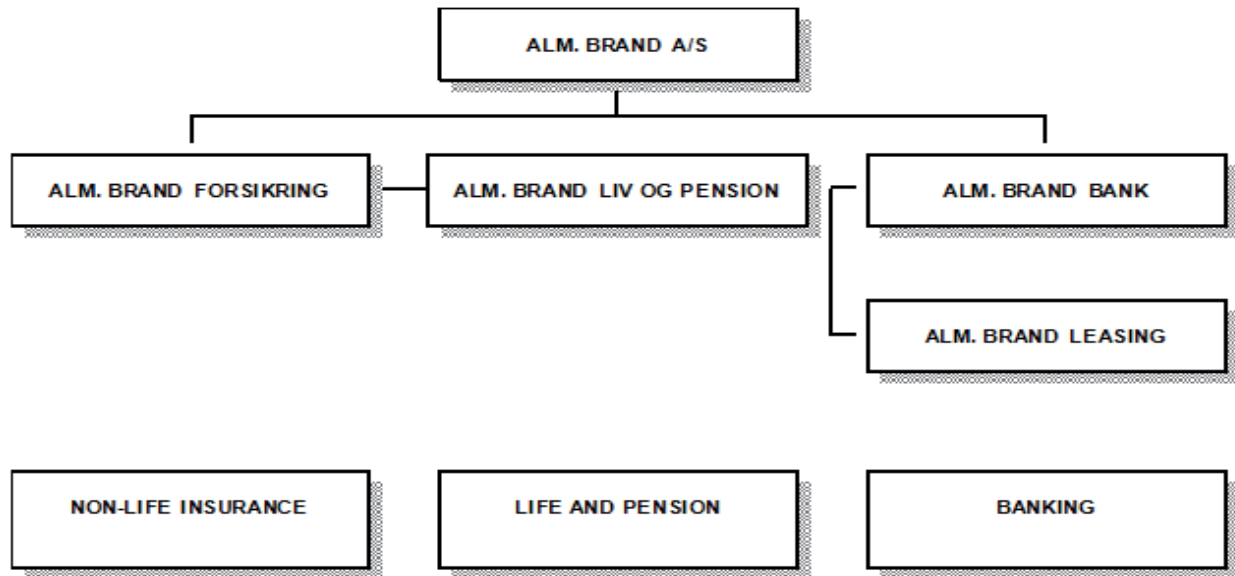 ALM. BRAND A/S
ALM. BRAND FORSIKRING
ALM. BRAND LIV OG PENSION
ALM. BRAND BANK
ALM. BRAND LEASING
NON-LIFE INSURANCE
LIFE AND PENSION
BANKING